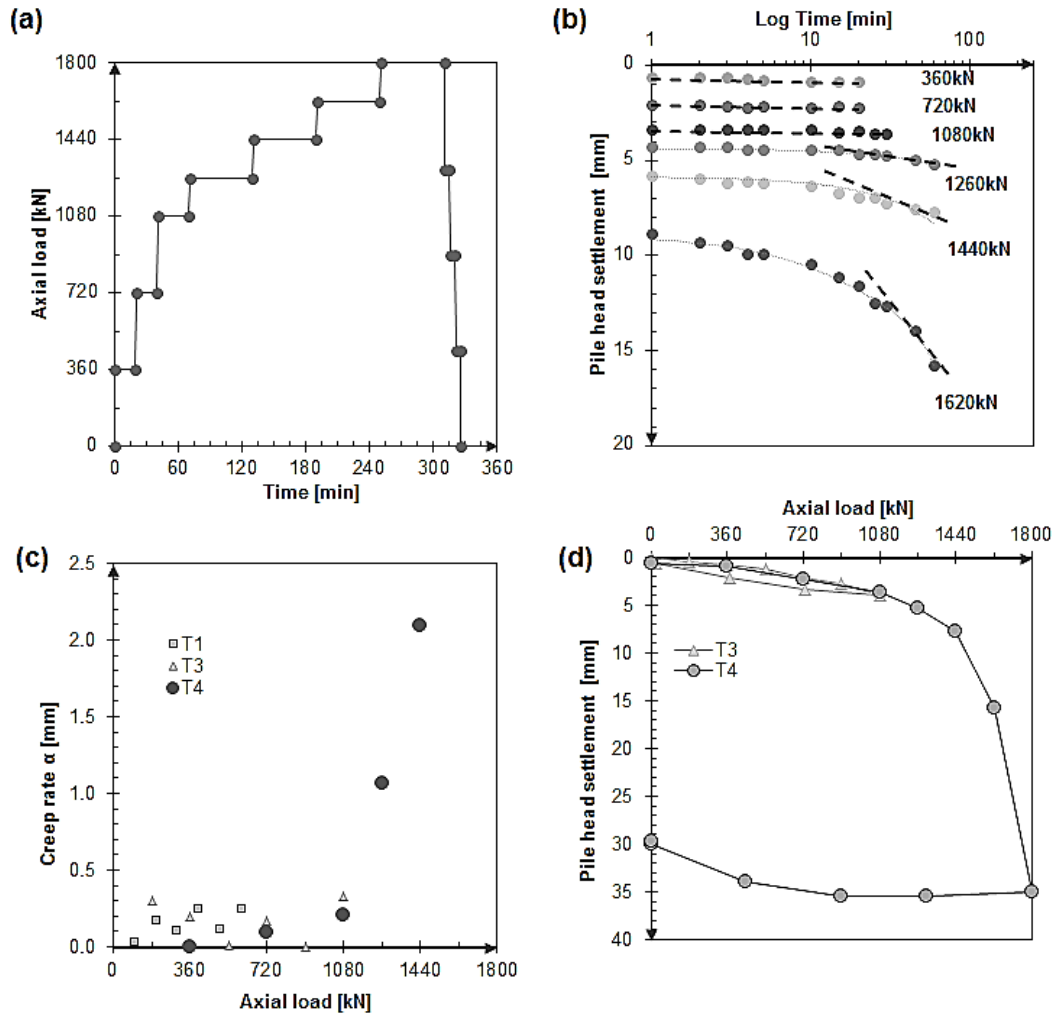 (a)
Axial load [kN]
1800
1440
1080
720
360
0
0 60 120 180 240 300 360
Time [min]
(b)
Log Time [min]
1 10 100
Pile head settlement [mm]
0
5
10
15
20
360kN
720kN
1080kN
1260kN
1440kN
1620kN
(c)
Creep rate α [mm]
2.5
2.0
1.5
1.0
0.5
0.0
T1
T3
T4
0 360 720 1080 1440 1800
Axial load [kN]
(d)
Axial load [kN]
0 360 720 1080 1440 1800
Pile head settlement [mm]
0
5
10
15
20
25
30
35
40
T3
T4